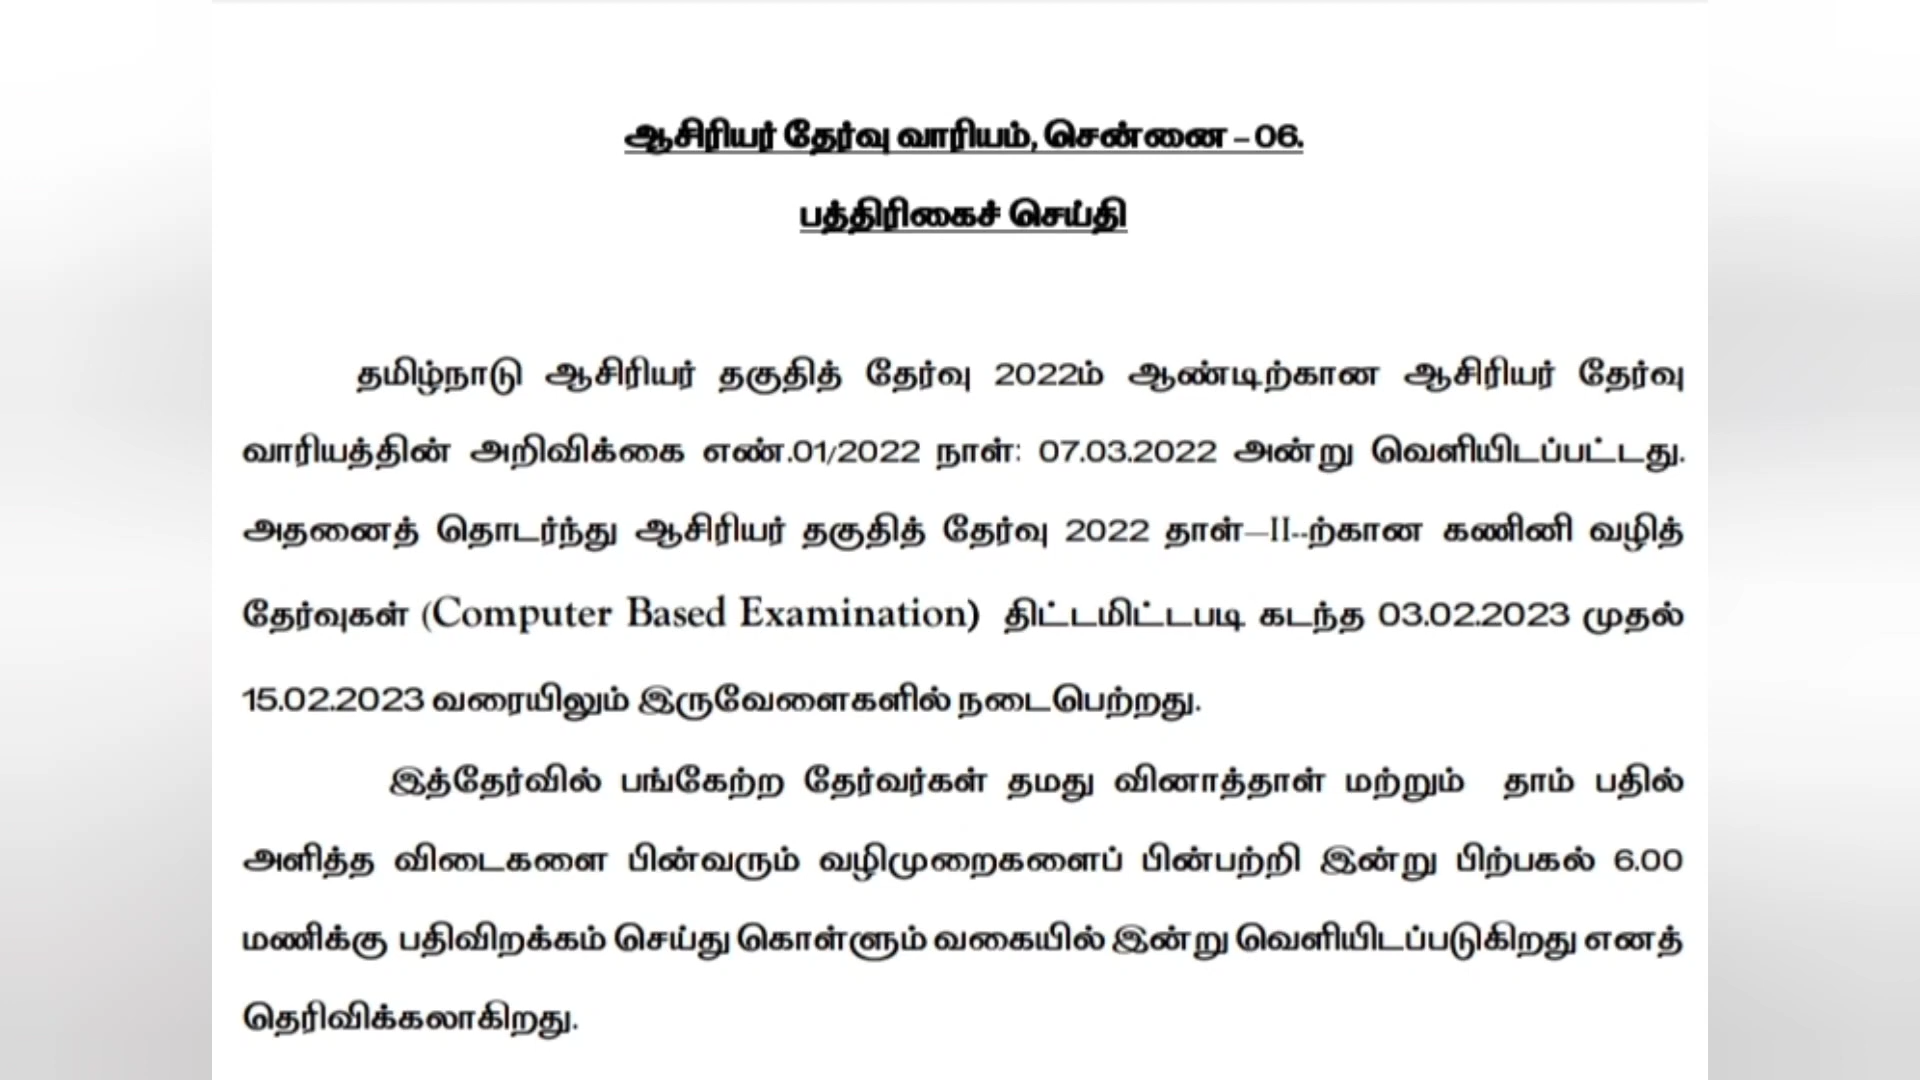 ஆசிரியர் தேர்வு வாரியம், சென்னை – 06.
பத்திரிகைச் செய்தி
தமிழ்நாடு ஆசிரியர் தகுதித் தேர்வு 2022ம் ஆண்டிற்கான ஆசிரியர் தேர்வு
வாரியத்தின் அறிவிக்கை எண்.01/2022 நாள்: 07.03.2022 அன்று வெளியிடப்பட்டது.
அதனைத் தொடர்ந்து ஆசிரியர் தகுதித் தேர்வு 2022 தாள்–II--ற்கான கணினி வழித்
தேர்வுகள் (Computer Based Examination) திட்டமிட்டபடி கடந்த 03.02.2023 முதல்
15.02.2023 வரையிலும் இருவேளைகளில் நடைபெற்றது.
இத்தேர்வில் பங்கேற்ற தேர்வர்கள் தமது வினாத்தாள் மற்றும் தாம் பதில்
அளித்த விடைகளை பின்வரும் வழிமுறைகளைப் பின்பற்றி இன்று பிற்பகல் 6.00
மணிக்கு பதிவிறக்கம் செய்து கொள்ளும் வகையில் இன்று வெளியிடப்படுகிறது எனத்
தெரிவிக்கலாகிறது.